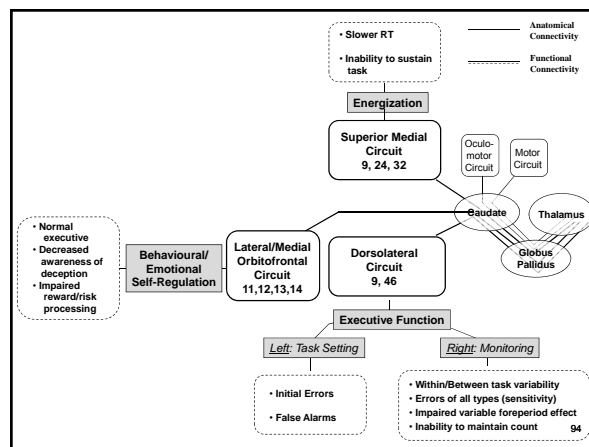 • Slower RT
• Inability to sustain
task
Anatomical
Connectivity
Functional
Connectivity
Energization
Superior Medial
Circuit
9, 24, 32
Oculo-
motor
Circuit
Motor
Circuit
Caudate
Thalamus
Globus
Pallidus
• Normal
executive
• Decreased
awareness of
deception
• Impaired
reward/risk
processing
Behavioural/
Emotional
Self-Regulation
Lateral/Medial
Orbitofrontal
Circuit
11,12,13,14
Dorsolateral
Circuit
9, 46
Executive Function
Left: Task Setting
Right: Monitoring
• Initial Errors
• False Alarms
• Within/Between task variability
• Errors of all types (sensitivity)
• Impaired variable foreperiod effect
• Inability to maintain count
94